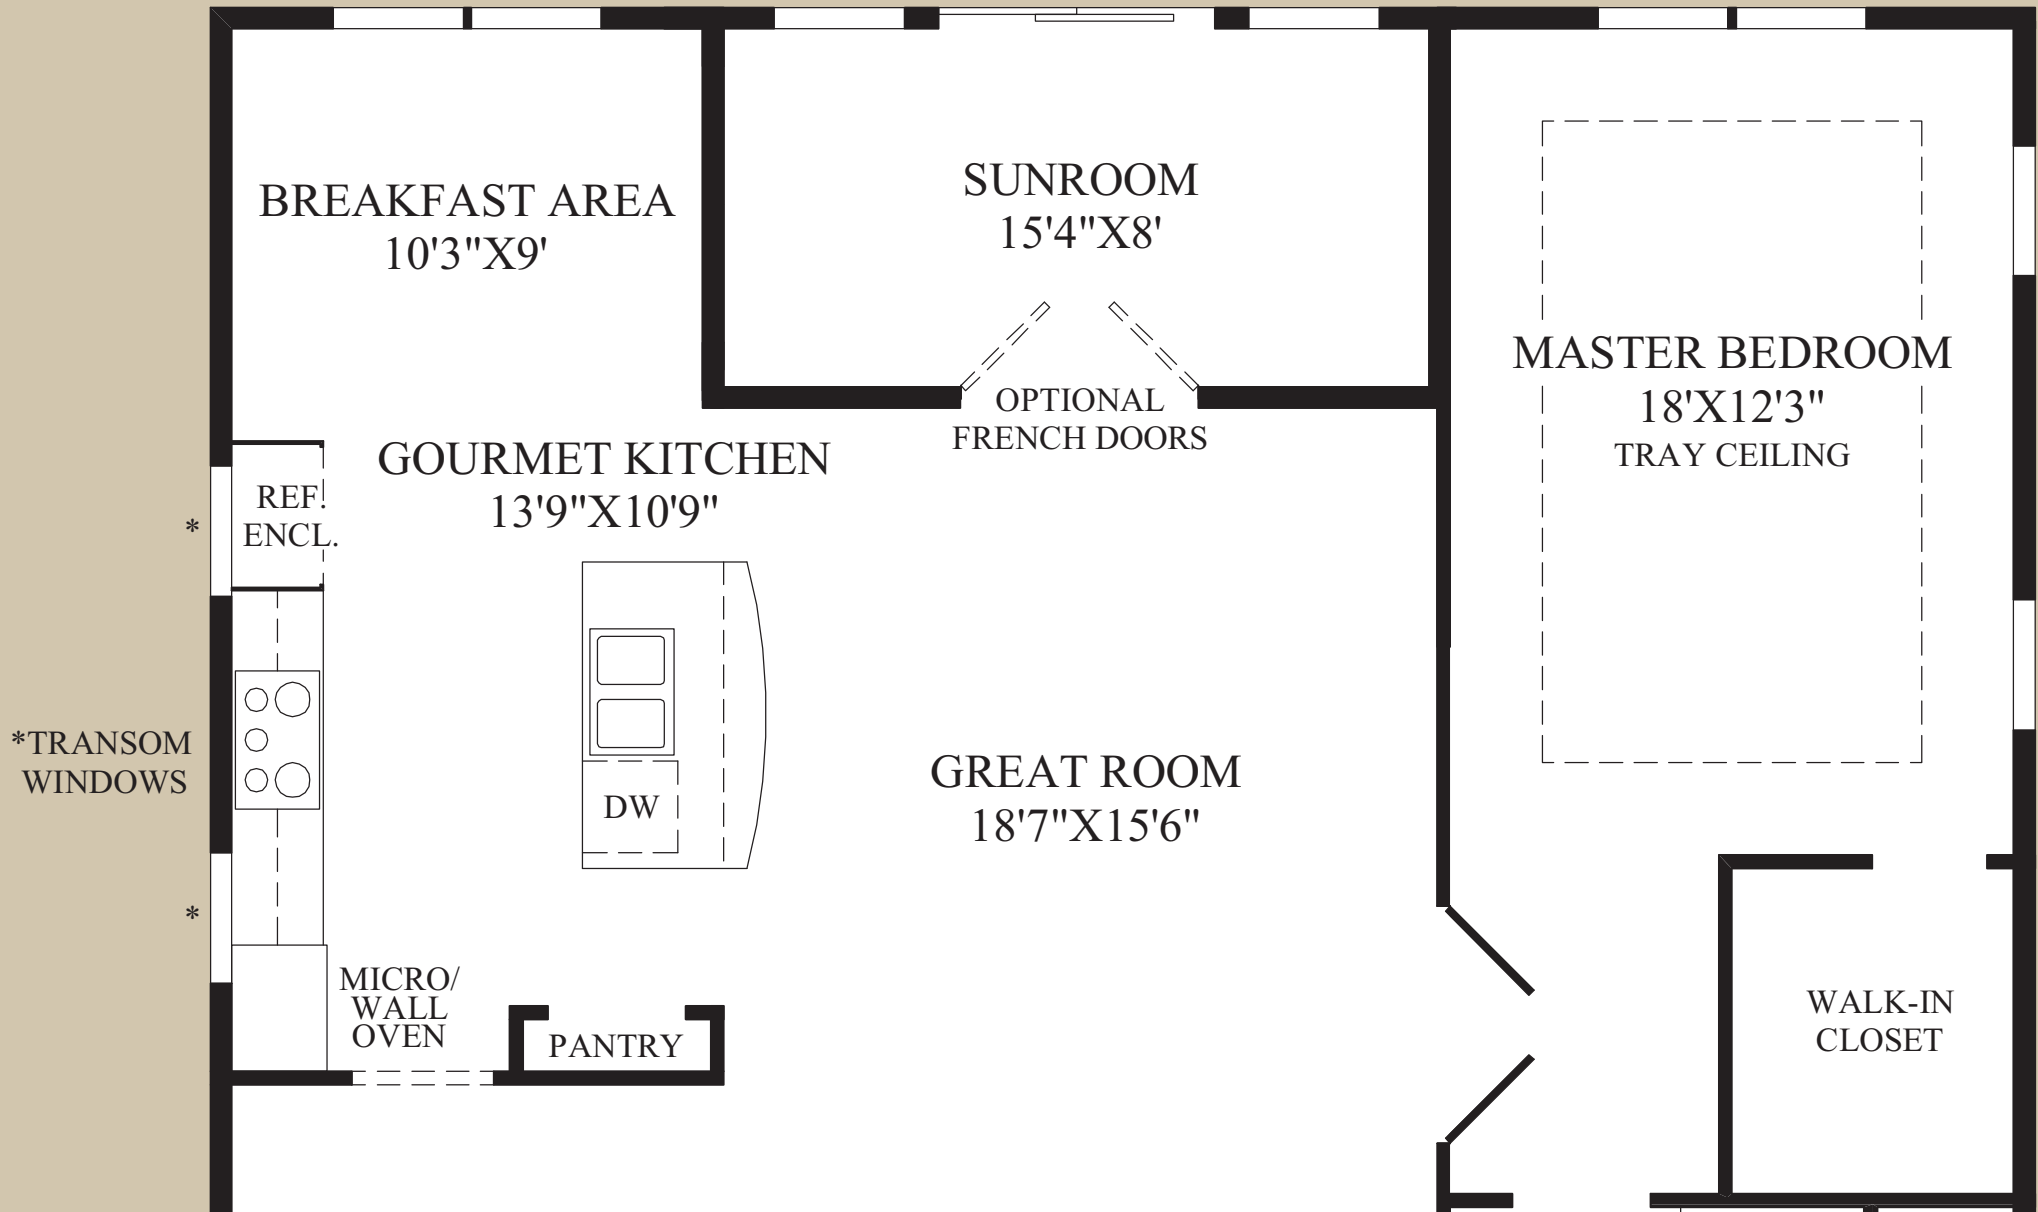 BREAKFAST AREA
10'3"X9'
SUNROOM
15'4"X8'
OPTIONAL
FRENCH DOORS
MASTER BEDROOM
18'X12'3"
TRAY CEILING
GOURMET KITCHEN
13'9"X10'9"
REF.
ENCL.
*
*TRANSOM
WINDOWS
DW
GREAT ROOM
18'7"X15'6"
*
MICRO/
WALL
OVEN
PANTRY
WALK-IN
CLOSET